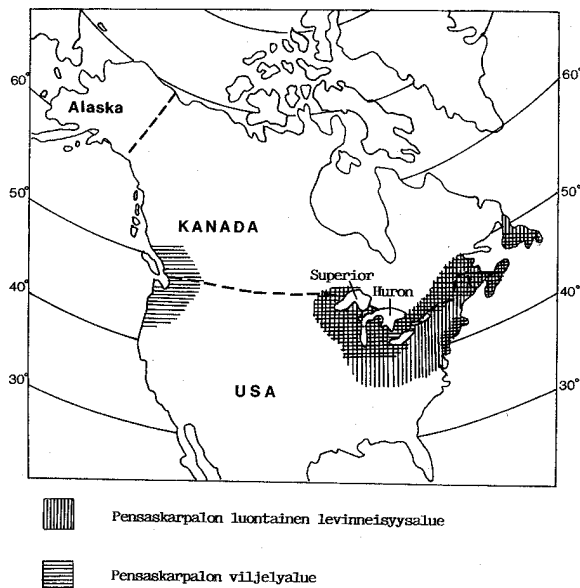 60°
60°
Alaska
50°
50°
KANADA
40°
Superior
Huron
40°
30°
USA
30°
Pensaskarpalon luontainen levinneisyysalue
Pensaskarpalon viljelyalue